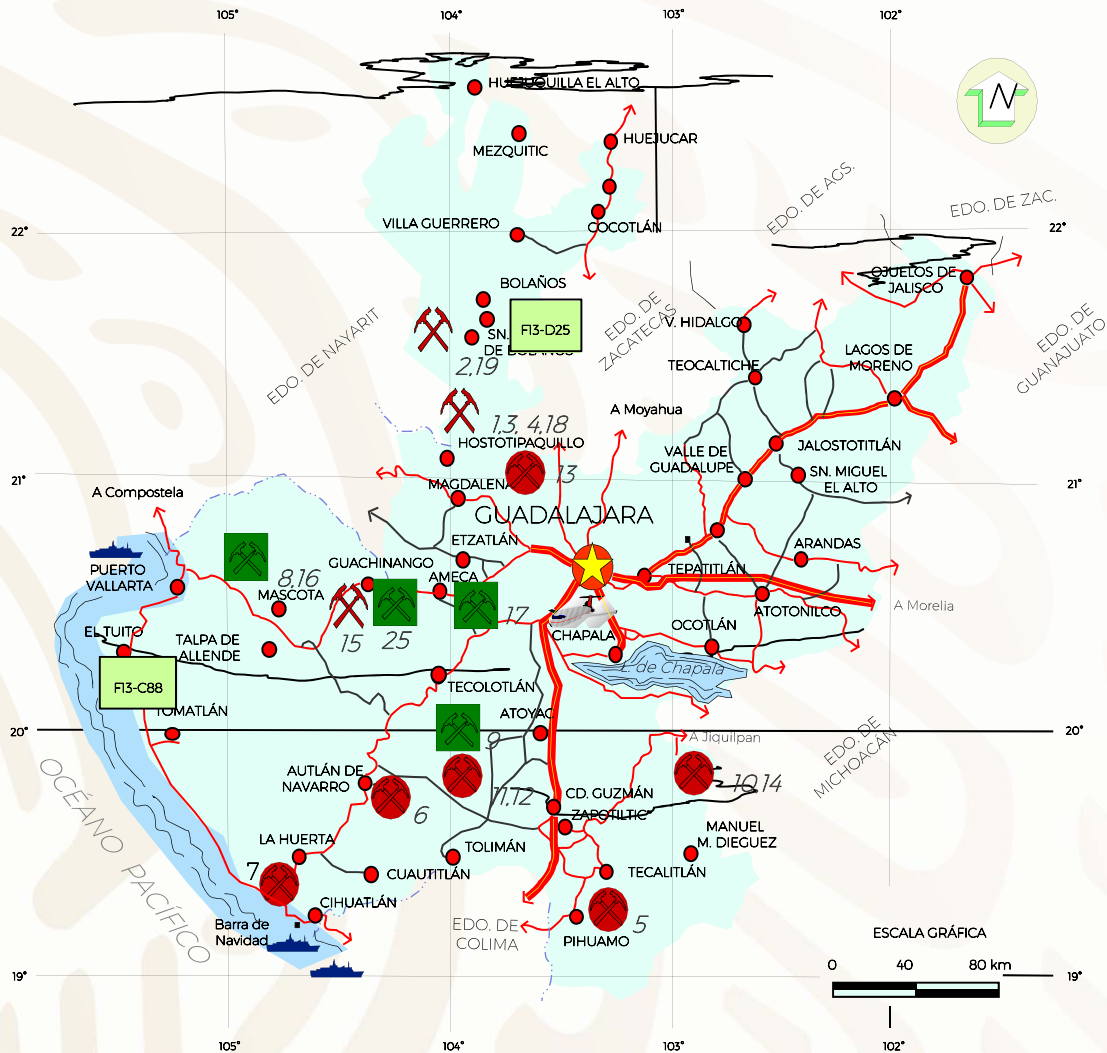 105°
104°
103°
102°
HUEJUQUILLA EL ALTO
N
MEZQUITIC
HUEJUCAR
EDO. DE AGS.
EDO. DE ZAC.
VILLA GUERRERO
COCOTLÁN
22°
22°
BOLAÑOS
OJUELOS DE
JALISCO
F13-D25
SN.
DE BOLAÑOS
EDO. DE NAYARIT
EDO. DE
ZACATECAS
V. HIDALGO
EDO. DE
GUANAJUATO
2,19
TEOCALTICHE
LAGOS DE
MORENO
A Moyahua
1,3, 4,18
HOSTOTIPAQUILLO
13
VALLE DE
GUADALUPE
JALOSTOTITLÁN
SN. MIGUEL
EL ALTO
21°
21°
MAGDALENA
A Compostela
GUADALAJARA
ETZATLÁN
ARANDAS
PUERTO
VALLARTA
GUACHINANGO
AMECA
TEPATITLÁN
8,16
MASCOTA
15
25
17
ATOTONILCO
A Morelia
EL TUITO
TALPA DE
ALLENDE
CHAPALA
OCOTLÁN
L. de Chapala
F13-C88
TECOLOTLÁN
TOMATLÁN
ATOYAC
20°
20°
9
A Jiquilpan
EDO. DE
MICHOACÁN
AUTLÁN DE
NAVARRO
6
11,12
CD. GUZMÁN
10,14
ZAPOTILTIC
OCÉANO PACÍFICO
LA HUERTA
TOLIMÁN
MANUEL
M. DIEGUEZ
7
CUAUTITLÁN
TECALITLÁN
CIHUATLÁN
Barra de
Navidad
EDO. DE
COLIMA
PIHUAMO
5
ESCALA GRÁFICA
0
40
80 km
19°
19°
105°
104°
103°
102°